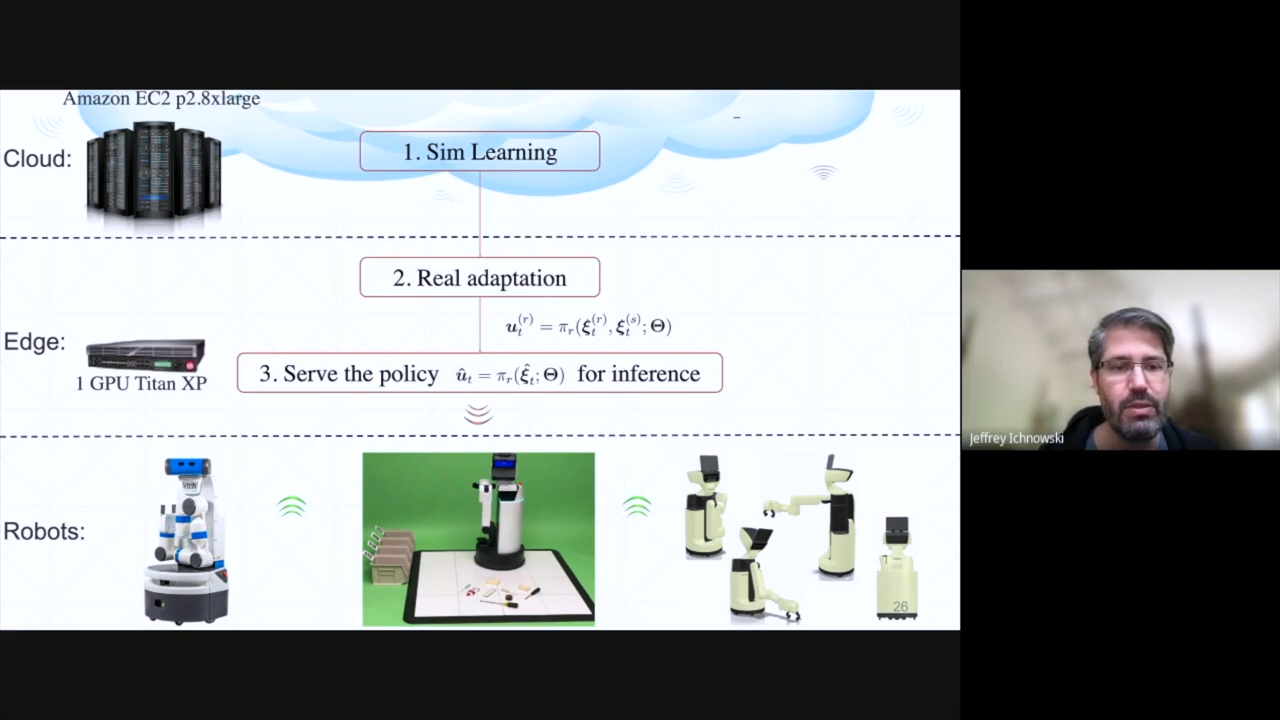 Amazon EC2 p2.8xlarge
Cloud:
1. Sim Learning
2. Real adaptation
u_t^{(r)} = π_r(ξ_t^{(r)}, ξ_t^{(s)}; Θ)
Edge:
1 GPU Titan XP
3. Serve the policy û_t = π_r(ξ̂_t; Θ) for inference
Robots:
fetch
26
Jeffrey Ichnowski